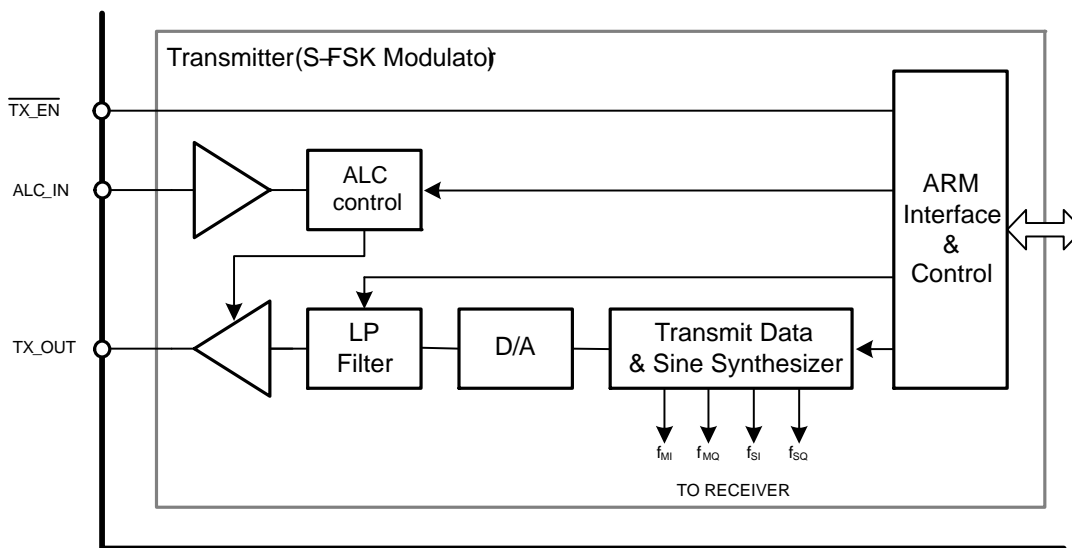 Transmitter(S-FSK Modulator)
TX_EN
ALC_IN
ALC
control
ARM
Interface
&
Control
TX_OUT
LP
Filter
D/A
Transmit Data
& Sine Synthesizer
fMI
fMQ
fSI
fSQ
TO RECEIVER